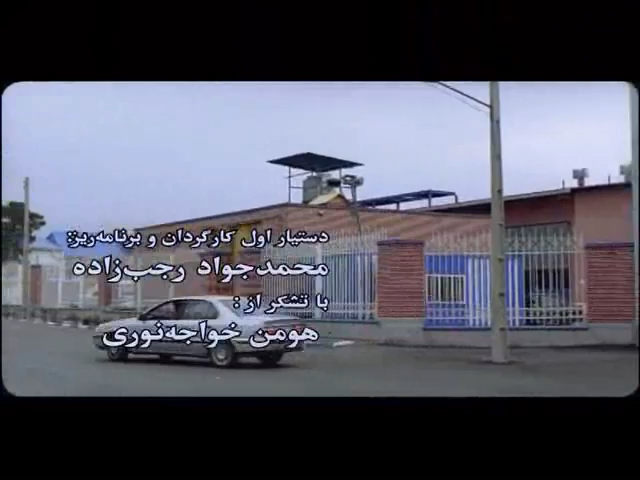 دستیار اول کارگردان و برنامه‌ریز:
محمدجواد رجب‌زاده
با تشکر از:
هومن خواجه‌نوری